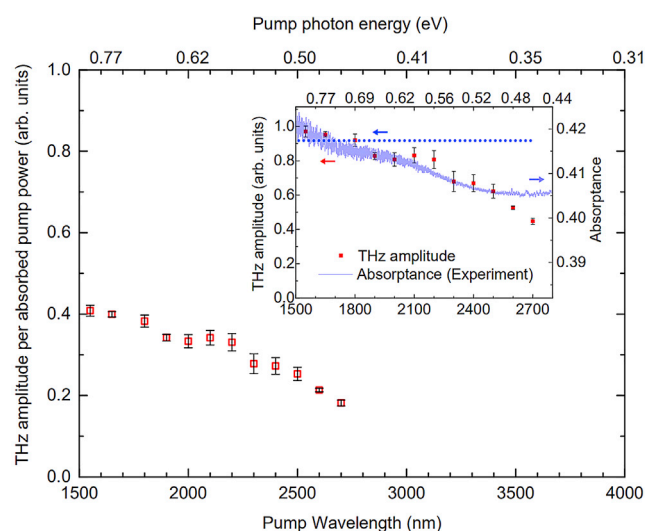 Pump photon energy (eV)
0.77 0.62 0.50 0.41 0.35 0.31
THz amplitude per absorbed pump power (arb. units)
1.0
0.8
0.6
0.4
0.2
0.0
0.77 0.69 0.62 0.56 0.52 0.48 0.44
THz amplitude (arb. units)
1.0
0.8
0.6
0.4
0.2
0.0
0.42
0.41
0.40
0.39
Absorptance
THz amplitude
Absorptance (Experiment)
1500 1800 2100 2400 2700
1500 2000 2500 3000 3500 4000
Pump Wavelength (nm)